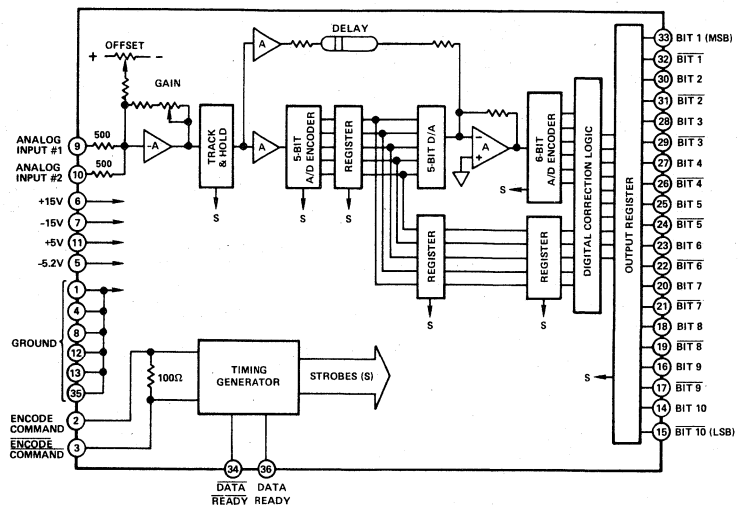 DELAY
OFFSET
+ −
GAIN
A
500
ANALOG
INPUT #1
9
-A
TRACK
& HOLD
A
5-BIT
A/D ENCODER
REGISTER
5-BIT D/A
−
+
6-BIT
A/D ENCODER
DIGITAL CORRECTION LOGIC
OUTPUT REGISTER
ANALOG
INPUT #2
10
500
S
S
S
S
+15V 6
−15V 7
+5V 11
−5.2V 5
REGISTER
REGISTER
S
S
GROUND
1
4
8
12
13
35
100Ω
TIMING
GENERATOR
STROBES (S)
S
ENCODE
COMMAND
2
ENCODE
COMMAND
3
34
36
DATA
READY
DATA
READY
33 BIT 1 (MSB)
32 BIT 1
30 BIT 2
31 BIT 2
28 BIT 3
29 BIT 3
27 BIT 4
26 BIT 4
25 BIT 5
24 BIT 5
23 BIT 6
22 BIT 6
20 BIT 7
21 BIT 7
18 BIT 8
19 BIT 8
16 BIT 9
17 BIT 9
14 BIT 10
15 BIT 10 (LSB)